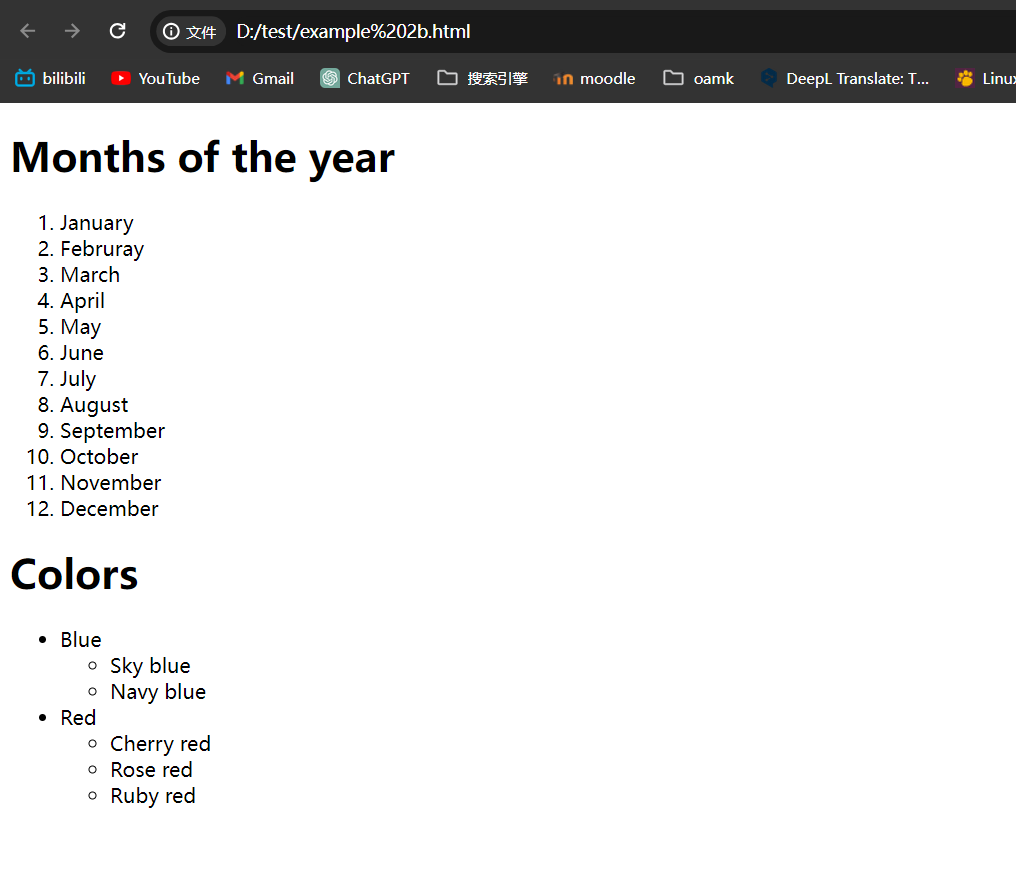 文件 D:/test/example%202b.html
bilibili YouTube Gmail ChatGPT 搜索引擎 moodle oamk DeepL Translate: T... Linux
Months of the year
1. January
2. Februray
3. March
4. April
5. May
6. June
7. July
8. August
9. September
10. October
11. November
12. December
Colors
• Blue
◦ Sky blue
◦ Navy blue
• Red
◦ Cherry red
◦ Rose red
◦ Ruby red